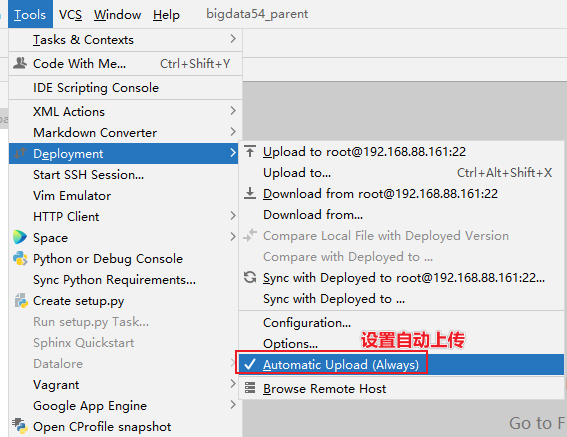 Tools VCS Window Help bigdata54_parent
Tasks & Contexts
Code With Me... Ctrl+Shift+Y
IDE Scripting Console
XML Actions
Markdown Converter
Deployment
Start SSH Session...
Vim Emulator
HTTP Client
Space
Python or Debug Console
Sync Python Requirements...
Create setup.py
Run setup.py Task...
Sphinx Quickstart
Datalore
Vagrant
Google App Engine
Open CProfile snapshot
Upload to root@192.168.88.161:22
Upload to... Ctrl+Alt+Shift+X
Download from root@192.168.88.161:22
Download from...
Compare Local File with Deployed Version
Compare with Deployed to ...
Sync with Deployed to root@192.168.88.161:22...
Sync with Deployed to ...
Configuration...
Options...
设置自动上传
Automatic Upload (Always)
Browse Remote Host
Go to F